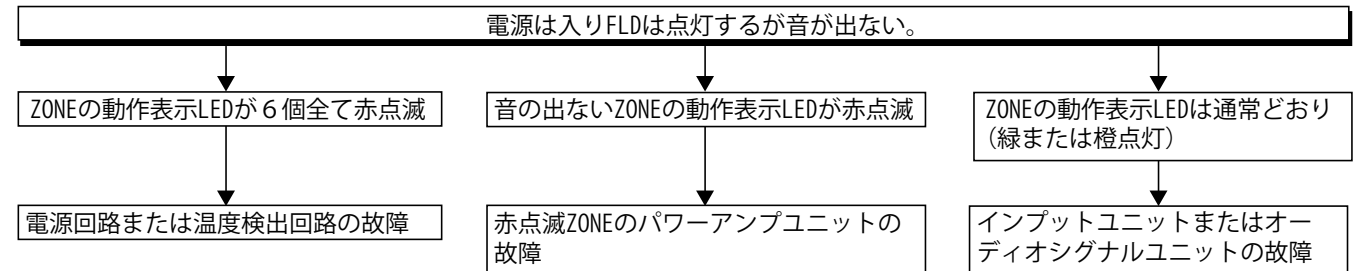 電源は入りFLDは点灯するが音が出ない。
ZONEの動作表示LEDが６個全て赤点滅
音の出ないZONEの動作表示LEDが赤点滅
ZONEの動作表示LEDは通常どおり
（緑または橙点灯）
電源回路または温度検出回路の故障
赤点滅ZONEのパワーアンプユニットの
故障
インプットユニットまたはオー
ディオシグナルユニットの故障